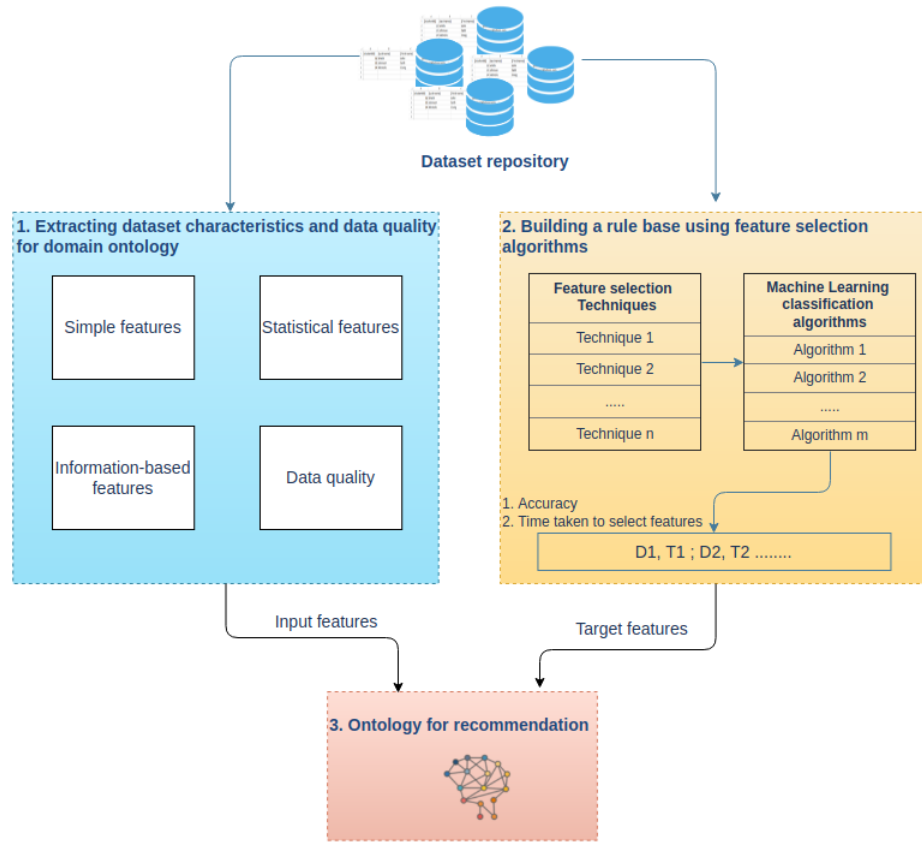 Dataset repository
1. Extracting dataset characteristics and data quality
for domain ontology
Simple features
Statistical features
Information-based
features
Data quality
2. Building a rule base using feature selection
algorithms
Feature selection
Techniques
Technique 1
Technique 2
.....
Technique n
Machine Learning
classification
algorithms
Algorithm 1
Algorithm 2
.....
Algorithm m
1. Accuracy
2. Time taken to select features
D1, T1 ; D2, T2 ........
Input features
Target features
3. Ontology for recommendation